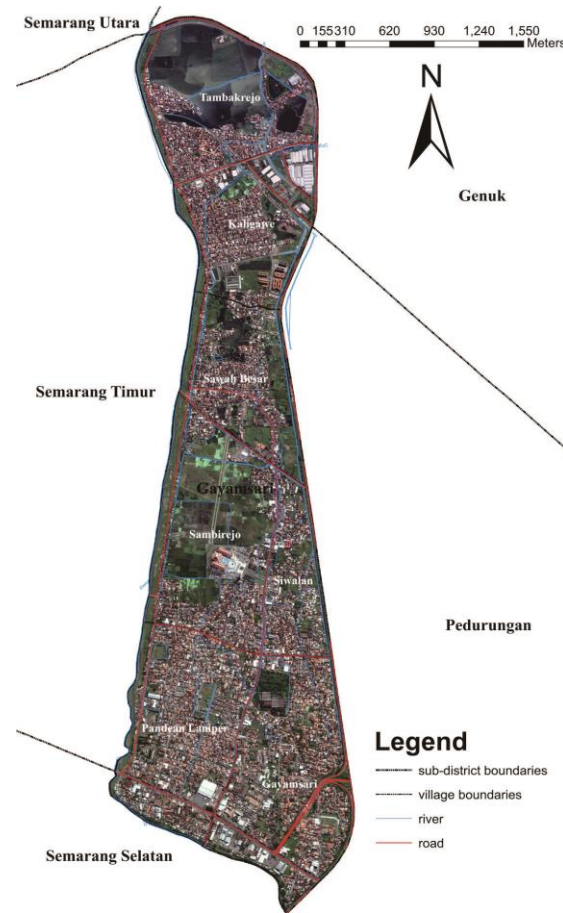 Semarang Utara
0 155310 620 930 1,240 1,550
Meters
N
Tambakrejo
Genuk
Kaligawe
Semarang Timur
Sawah Besar
Gayamsari
Sambirejo
Siwalan
Pedurungan
Pandean Lamper
Gayamsari
Semarang Selatan
Legend
sub-district boundaries
village boundaries
river
road